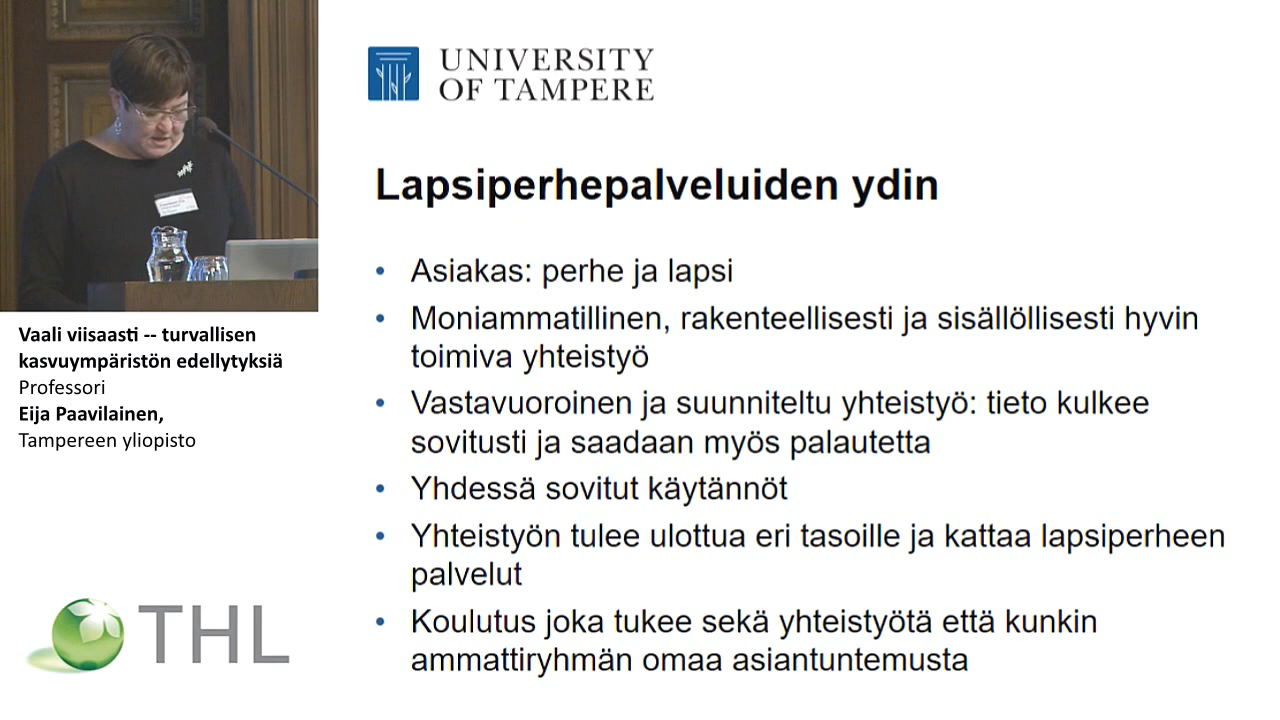 UNIVERSITY
OF TAMPERE
Lapsiperhepalveluiden ydin
• Asiakas: perhe ja lapsi
• Moniammatillinen, rakenteellisesti ja sisällöllisesti hyvin
toimiva yhteistyö
• Vastavuoroinen ja suunniteltu yhteistyö: tieto kulkee
sovitusti ja saadaan myös palautetta
• Yhdessä sovitut käytännöt
• Yhteistyön tulee ulottua eri tasoille ja kattaa lapsiperheen
palvelut
• Koulutus joka tukee sekä yhteistyötä että kunkin
ammattiryhmän omaa asiantuntemusta
Vaali viisaasti -- turvallisen
kasvuympäristön edellytyksiä
Professori
Eija Paavilainen,
Tampereen yliopisto
THL